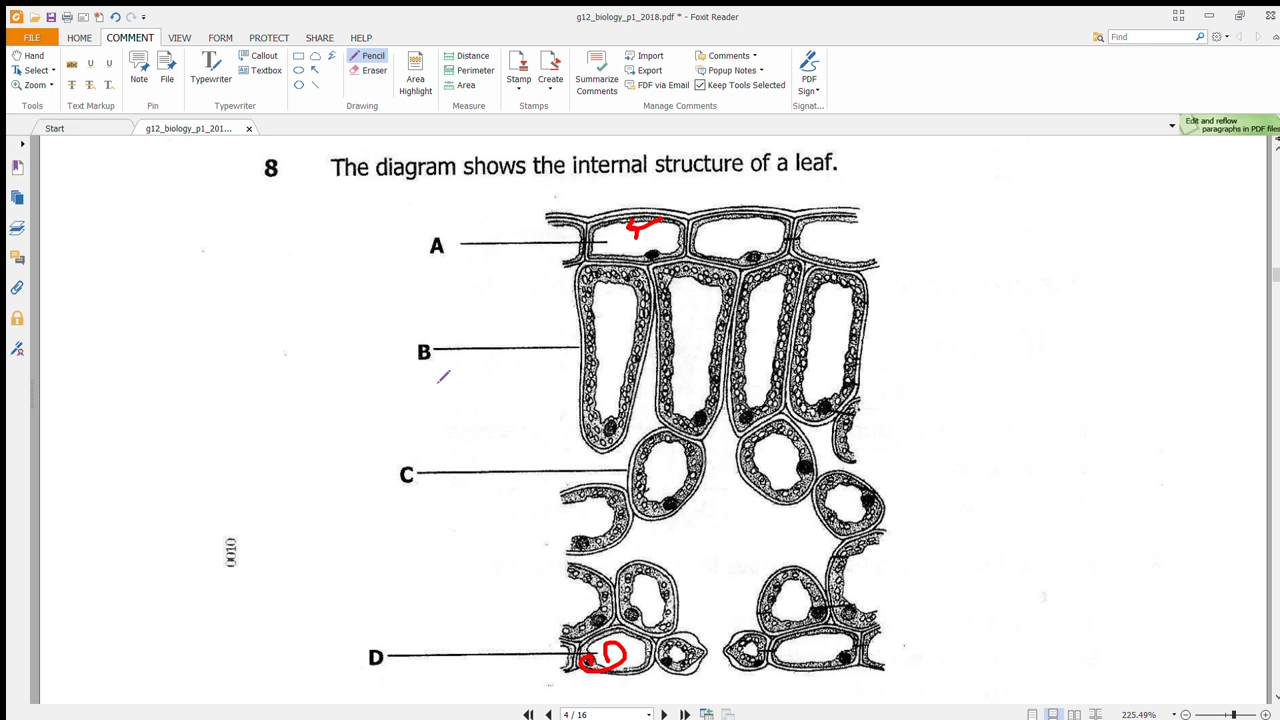 g12_biology_p1_2018.pdf * - Foxit Reader
FILE HOME COMMENT VIEW FORM PROTECT SHARE HELP Find
Hand Callout Pencil Distance Import Comments
Select Note File Typewriter Textbox Eraser Area Highlight Perimeter Stamp Create Summarize Comments Export Popup Notes PDF Sign
Zoom Area FDF via Email Keep Tools Selected
Tools Text Markup Pin Typewriter Drawing Measure Stamps Manage Comments Signat...
Start g12_biology_p1_201... Edit and reflow
paragraphs in PDF files
8 The diagram shows the internal structure of a leaf.
A
B
C
0010
D
4 / 16 225.49%